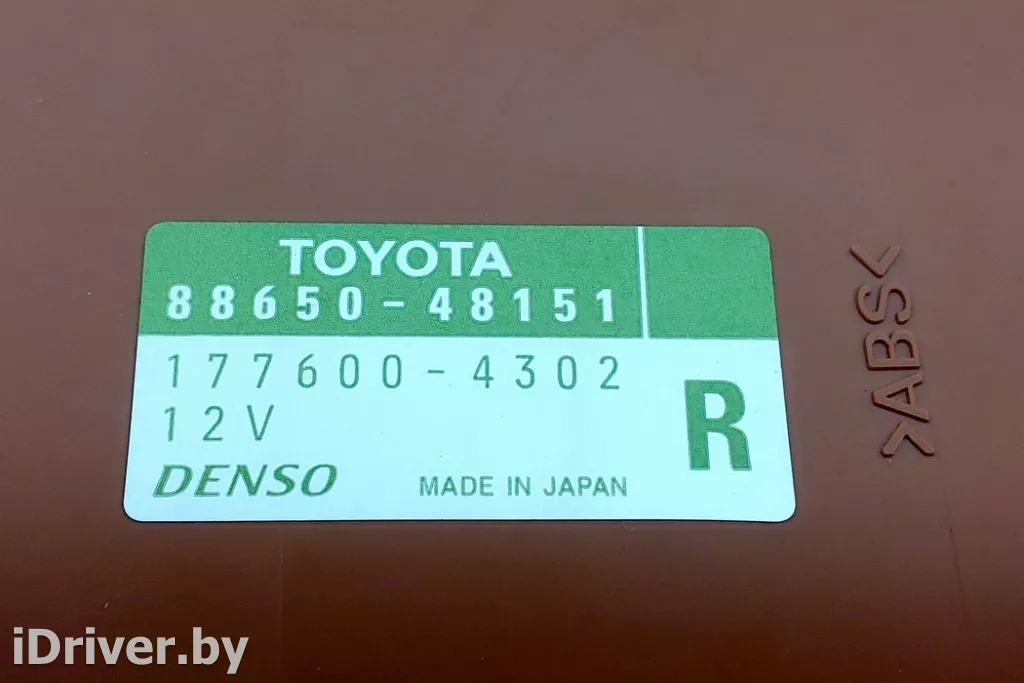 TOYOTA
88650-48151
177600-4302
12V
R
DENSO
MADE IN JAPAN
>ABS<
iDriver.by